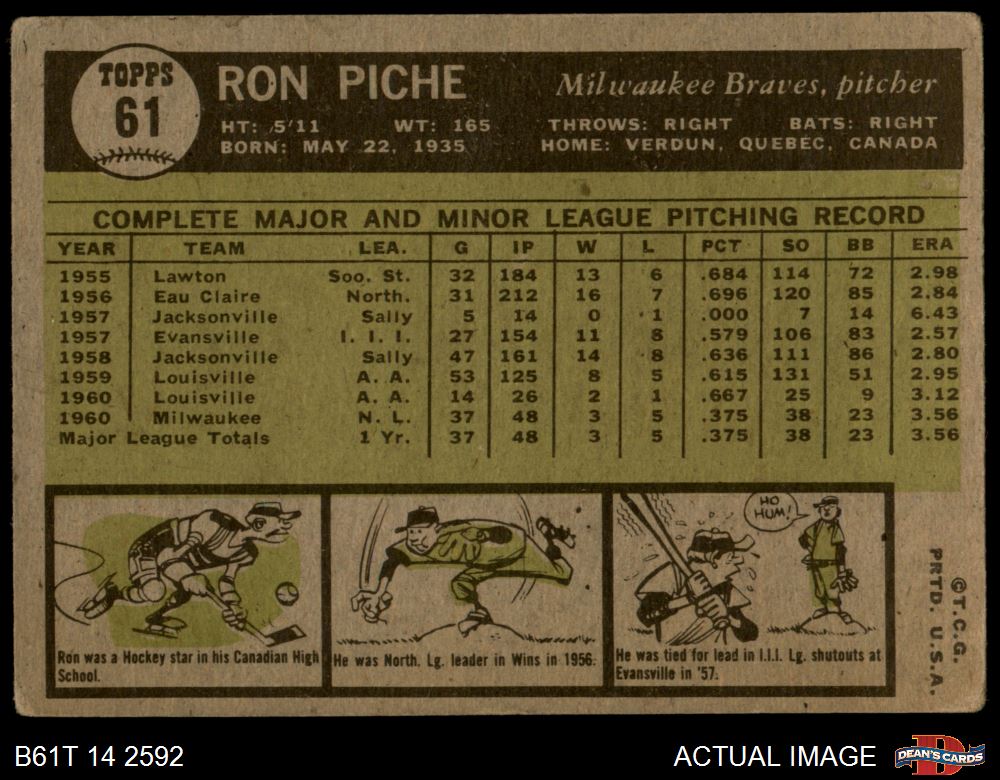 TOPPS
61
RON PICHE
Milwaukee Braves, pitcher
HT: 5'11 WT: 165 THROWS: RIGHT BATS: RIGHT
BORN: MAY 22, 1935 HOME: VERDUN, QUEBEC, CANADA
COMPLETE MAJOR AND MINOR LEAGUE PITCHING RECORD
YEAR TEAM LEA. G IP W L PCT SO BB ERA
1955 Lawton Soo. St. 32 184 13 6 .684 114 72 2.98
1956 Eau Claire North. 31 212 16 7 .696 120 85 2.84
1957 Jacksonville Sally 5 14 0 1 .000 7 14 6.43
1957 Evansville I. I. I. 27 154 11 8 .579 106 83 2.57
1958 Jacksonville Sally 47 161 14 8 .636 111 86 2.80
1959 Louisville A. A. 53 125 8 5 .615 131 51 2.95
1960 Louisville A. A. 14 26 2 1 .667 25 9 3.12
1960 Milwaukee N. L. 37 48 3 5 .375 38 23 3.56
Major League Totals 1 Yr. 37 48 3 5 .375 38 23 3.56
HO
HUM!
Ron was a Hockey star in his Canadian High
School.
He was North. Lg. leader in Wins in 1956.
He was tied for lead in I.I.I. Lg. shutouts at
Evansville in '57.
©T.C.G.
PRTD. U.S.A.
B61T 14 2592
ACTUAL IMAGE
D
DEAN'S CARDS